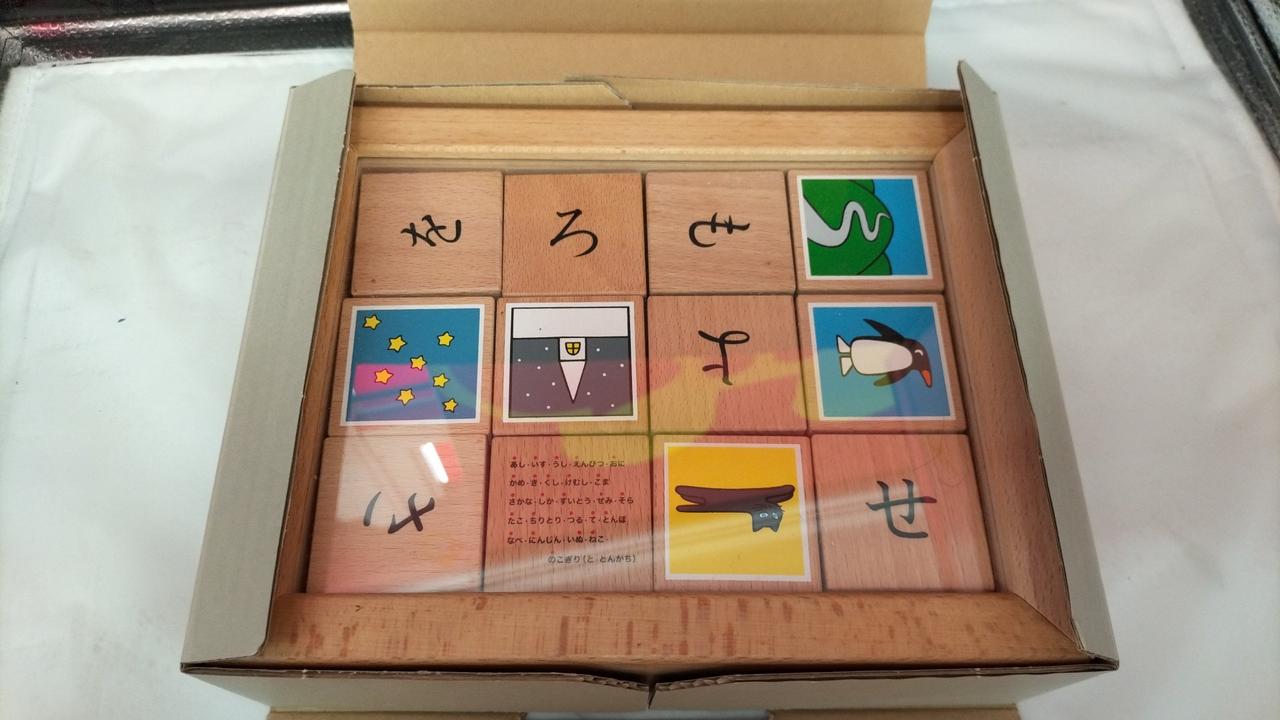 を
ろ
よ
あし・いす・うし・えんぴつ・おに
かめ・き・くし・けむし・こま
さかな・しか・すいとう・せみ・そら
たこ・ちりとり・つる・て・とんぼ
なべ・にんじん・いぬ・ねこ・
のこぎり(と とんかち)
せ